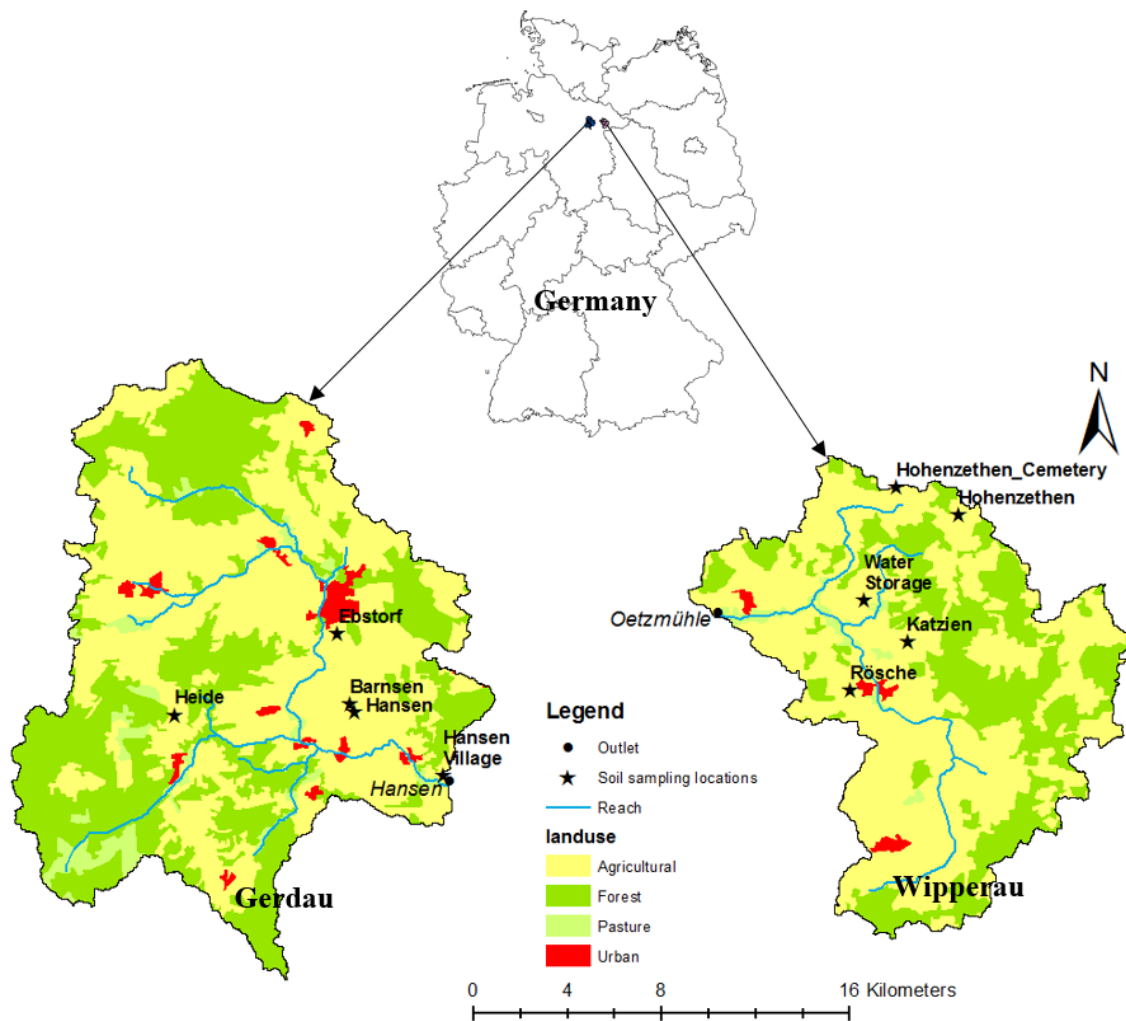 Germany
N
Hohenzethen_Cemetery
Hohenzethen
Water
Storage
Oetzmühle
Katzien
Rösche
Ebstorf
Heide
Barnsen
Hansen
Hansen
Village
Hansen
Gerdau
Wipperau
Legend
Outlet
Soil sampling locations
Reach
landuse
Agricultural
Forest
Pasture
Urban
0 4 8 16 Kilometers